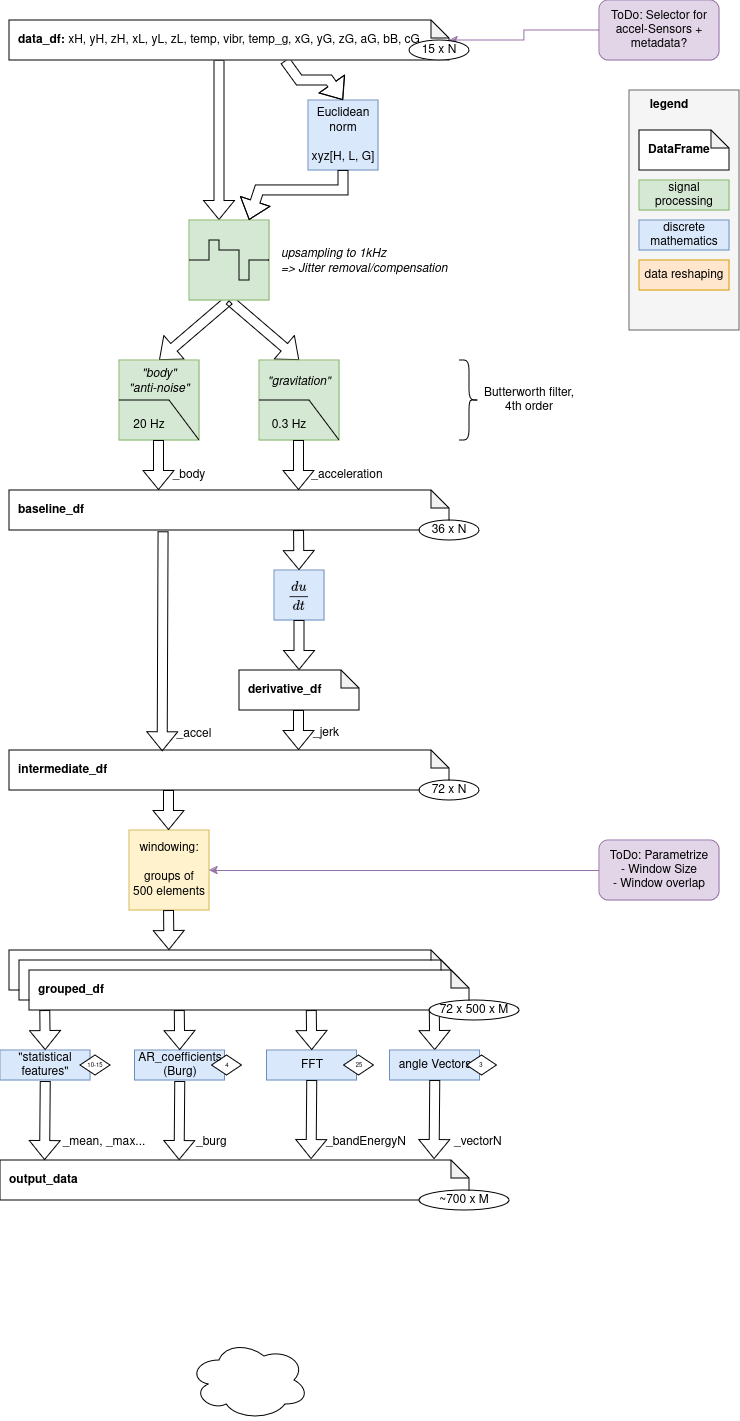 data_df: xH, yH, zH, xL, yL, zL, temp, vibr, temp_g, xG, yG, zG, aG, bB, cG
15 x N
ToDo: Selector for
accel-Sensors +
metadata?
legend
DataFrame
signal
processing
discrete
mathematics
data reshaping
Euclidean
norm
xyz[H, L, G]
upsampling to 1kHz
=> Jitter removal/compensation
"body"
"anti-noise"
20 Hz
"gravitation"
0.3 Hz
Butterworth filter,
4th order
_body
_acceleration
baseline_df
36 x N
du
dt
derivative_df
_accel
_jerk
intermediate_df
72 x N
windowing:
groups of
500 elements
ToDo: Parametrize
- Window Size
- Window overlap
grouped_df
72 x 500 x M
"statistical
features"
10-15
AR_coefficients
(Burg)
4
FFT
25
angle Vectors
3
_mean, _max...
_burg
_bandEnergyN
_vectorN
output_data
~700 x M